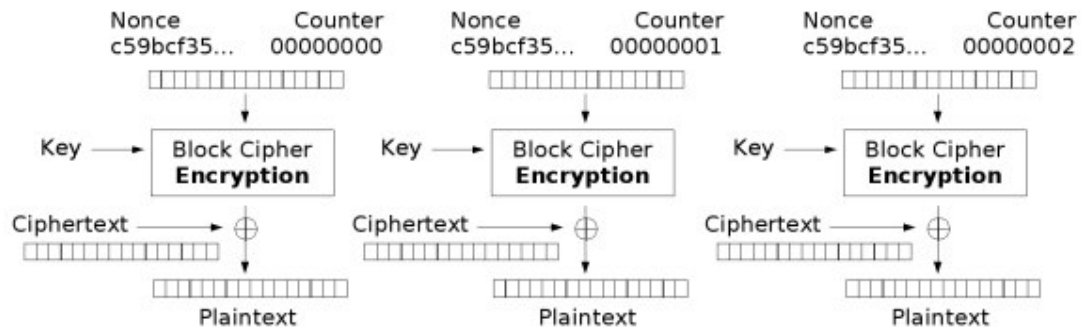 Nonce Counter Nonce Counter Nonce Counter
c59bcf35... 00000000 c59bcf35... 00000001 c59bcf35... 00000002
Key Block Cipher Key Block Cipher Key Block Cipher
Encryption Encryption Encryption
Ciphertext Ciphertext Ciphertext
Plaintext Plaintext Plaintext